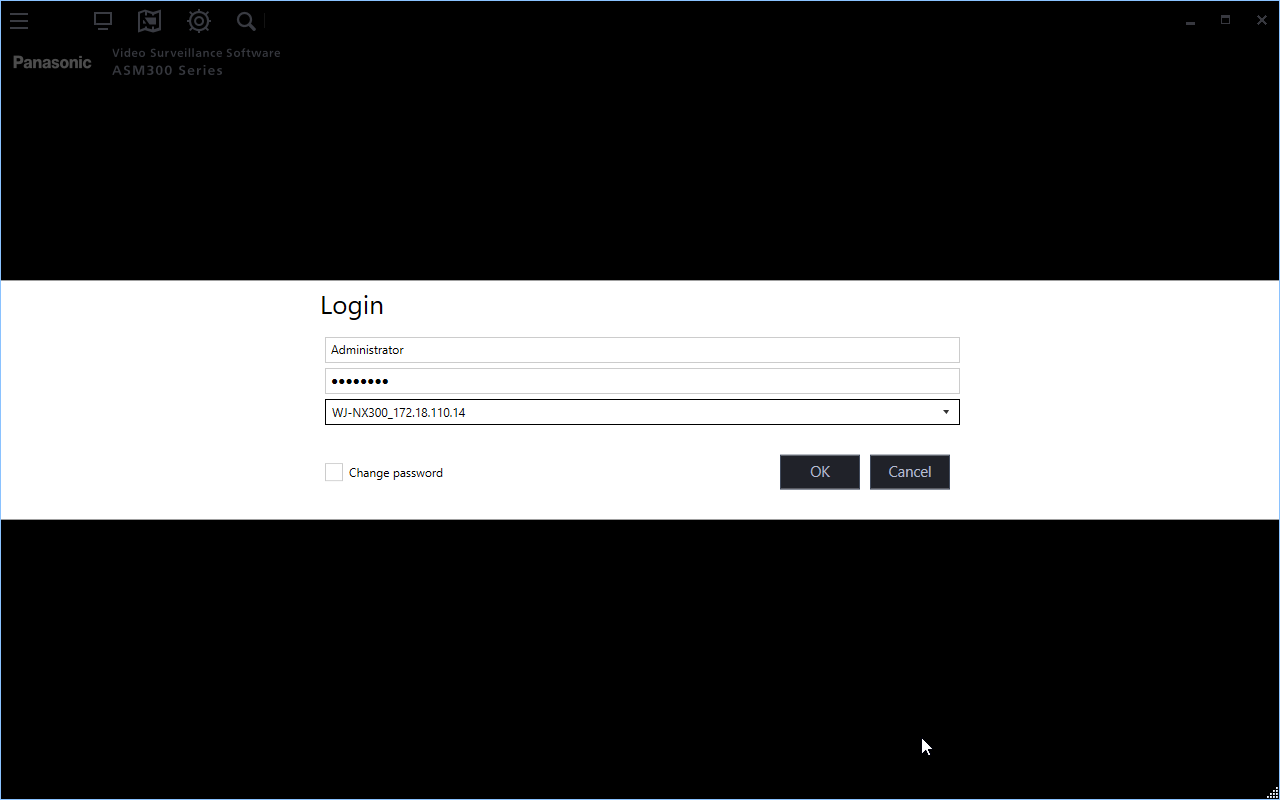 Video Surveillance Software
Panasonic
ASM300 Series
Login
Administrator
••••••••
WJ-NX300_172.18.110.14
Change password
OK
Cancel